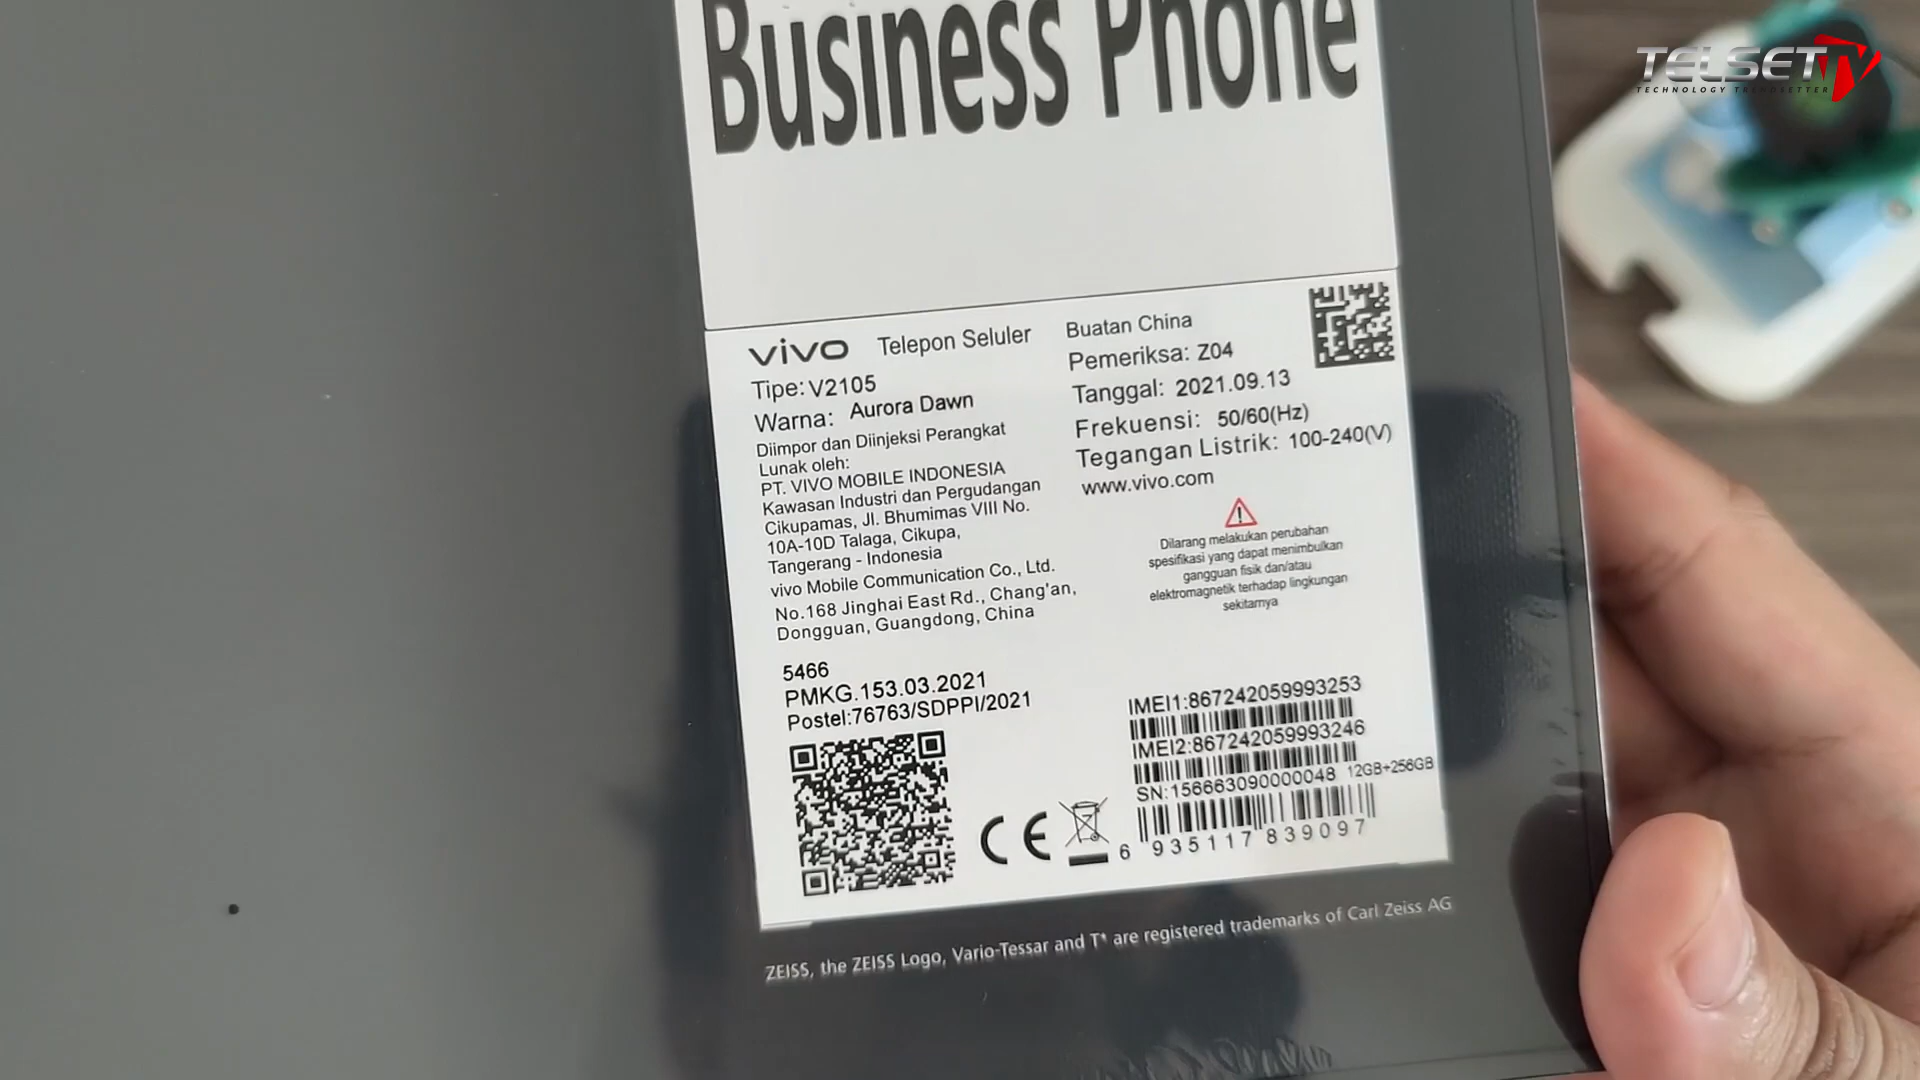 Business Phone
TELSET TV
TECHNOLOGY TRENDSETTER
vivo Telepon Seluler
Tipe: V2105
Warna: Aurora Dawn
Diimpor dan Diinjeksi Perangkat
Lunak oleh:
PT. VIVO MOBILE INDONESIA
Kawasan Industri dan Pergudangan
Cikupamas, Jl. Bhumimas VIII No.
10A-10D Talaga, Cikupa,
Tangerang - Indonesia
vivo Mobile Communication Co., Ltd.
No.168 Jinghai East Rd., Chang'an,
Dongguan, Guangdong, China
5466
PMKG.153.03.2021
Postel:76763/SDPPI/2021
Buatan China
Pemeriksa: Z04
Tanggal: 2021.09.13
Frekuensi: 50/60(Hz)
Tegangan Listrik: 100-240(V)
www.vivo.com
Dilarang melakukan perubahan
spesifikasi yang dapat menimbulkan
gangguan fisik dan/atau
elektromagnetik terhadap lingkungan
sekitarnya
IMEI1:867242059993253
IMEI2:867242059993246
SN:156663090000048 12GB+256GB
6 935117 839097
CE
ZEISS, the ZEISS Logo, Vario-Tessar and T* are registered trademarks of Carl Zeiss AG